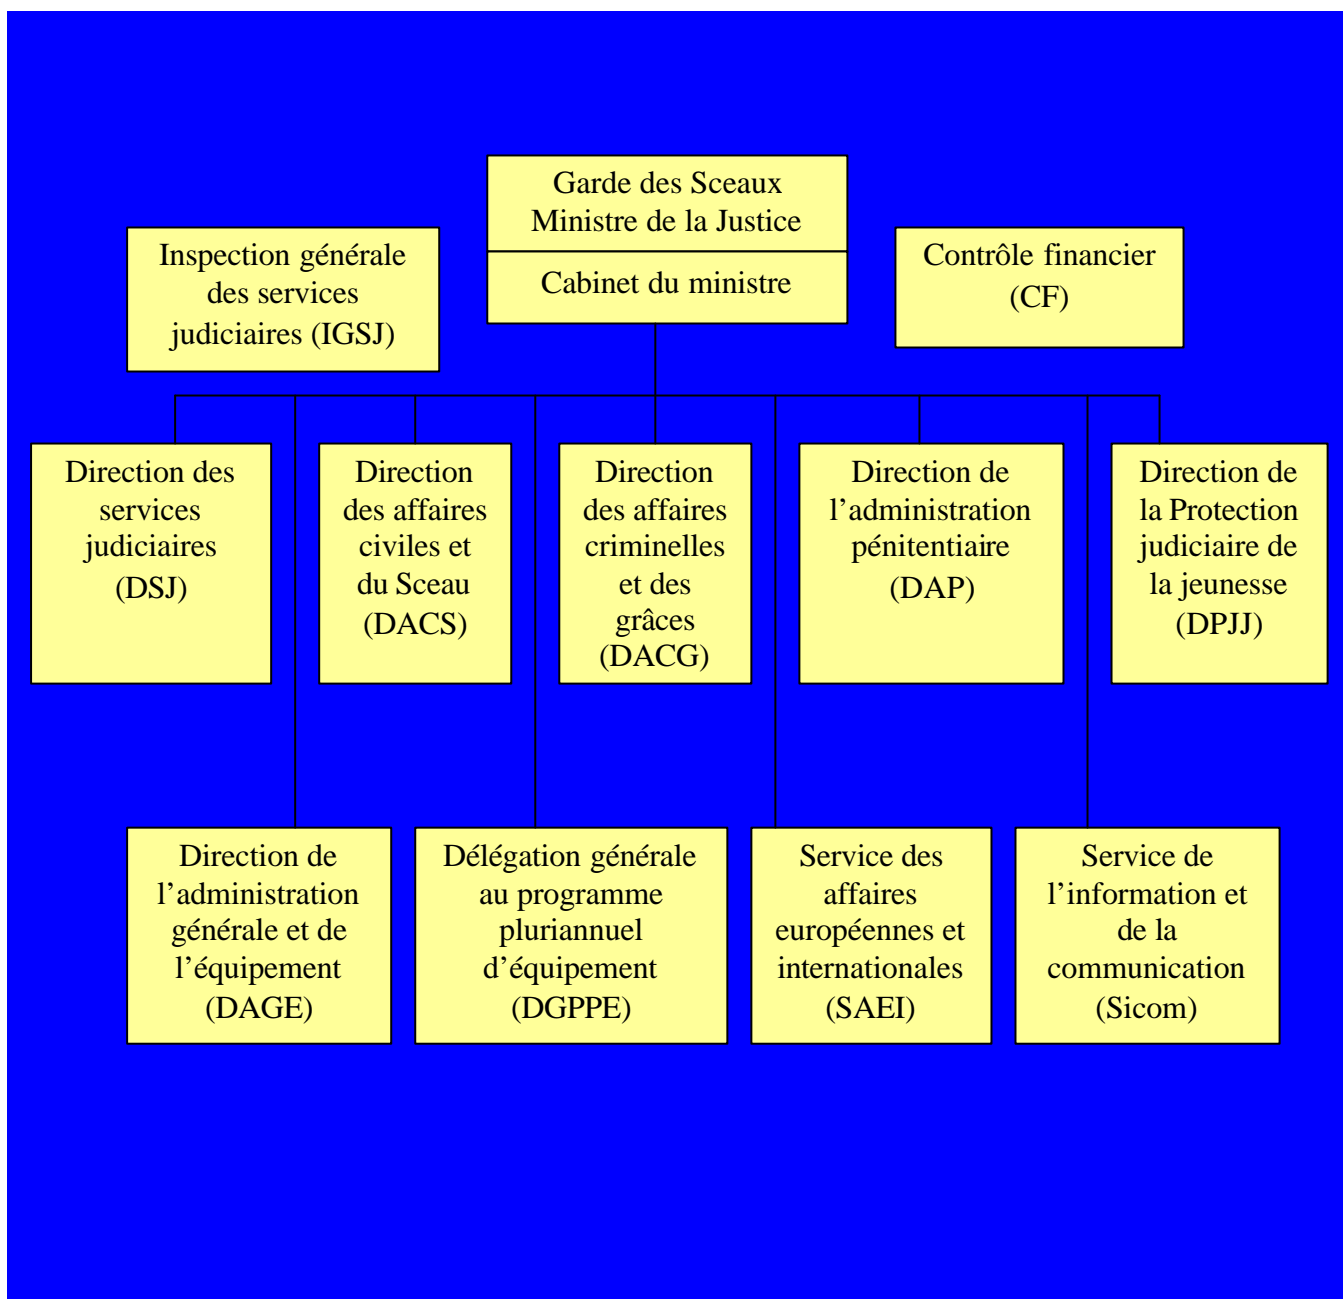 Garde des Sceaux
Ministre de la Justice
Cabinet du ministre
Inspection générale
des services
judiciaires (IGSJ)
Contrôle financier
(CF)
Direction des
services
judiciaires
(DSJ)
Direction
des affaires
civiles et
du Sceau
(DACS)
Direction
des affaires
criminelles
et des
grâces
(DACG)
Direction de
l’administration
pénitentiaire
(DAP)
Direction de
la Protection
judiciaire de
la jeunesse
(DPJJ)
Direction de
l’administration
générale et de
l’équipement
(DAGE)
Délégation générale
au programme
pluriannuel
d’équipement
(DGPPE)
Service des
affaires
européennes et
internationales
(SAEI)
Service de
l’information et
de la
communication
(Sicom)